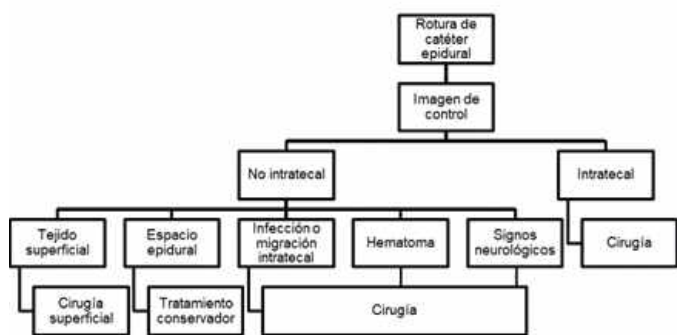 Rotura de
catéter
epidural
Imagen de
control
No intratecal
Intratecal
Tejido
superficial
Espacio
epidural
Infección o
migración
intratecal
Hematoma
Signos
neurológicos
Cirugía
Cirugía
superficial
Tratamiento
conservador
Cirugía